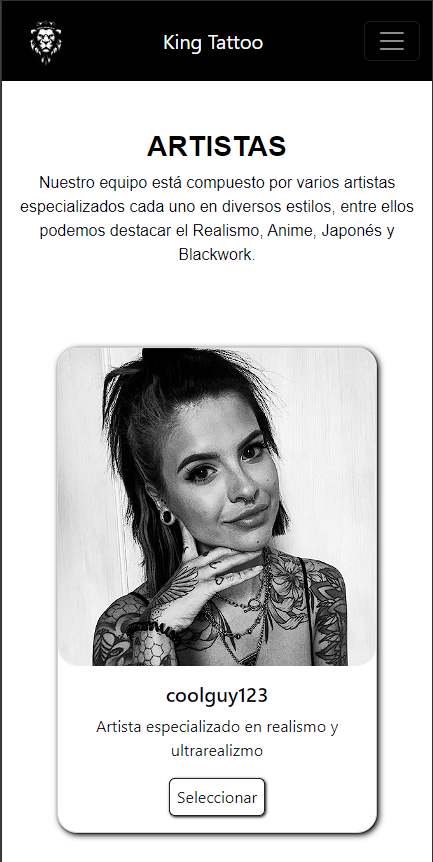 King Tattoo
ARTISTAS
Nuestro equipo está compuesto por varios artistas
especializados cada uno en diversos estilos, entre ellos
podemos destacar el Realismo, Anime, Japonés y
Blackwork.
coolguy123
Artista especializado en realismo y
ultrarealizmo
Seleccionar